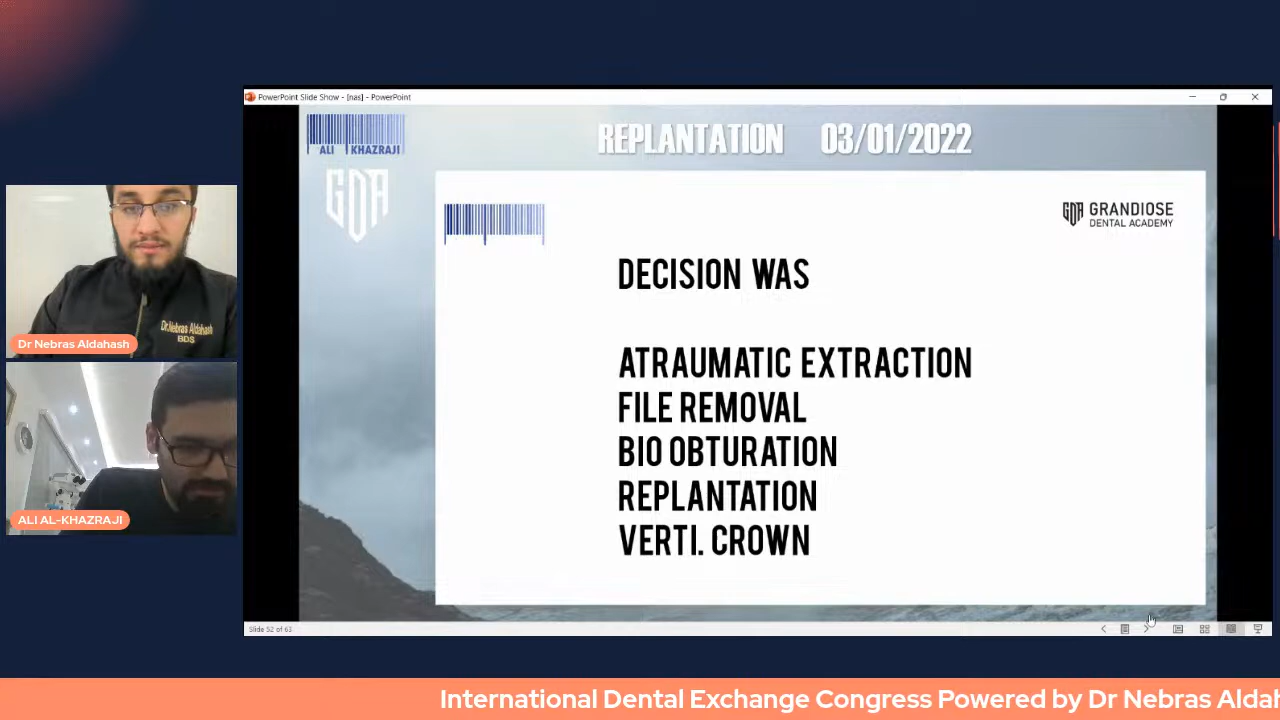 PowerPoint Slide Show - [nas] - PowerPoint
ALI KHAZRAJI
GDA
REPLANTATION 03/01/2022
GDA GRANDIOSE
DENTAL ACADEMY
DECISION WAS
ATRAUMATIC EXTRACTION
FILE REMOVAL
BIO OBTURATION
REPLANTATION
VERTI. CROWN
Dr.Nebras Aldahash
BDS
Dr Nebras Aldahash
ALI AL-KHAZRAJI
Slide 52 of 63
International Dental Exchange Congress Powered by Dr Nebras Aldah